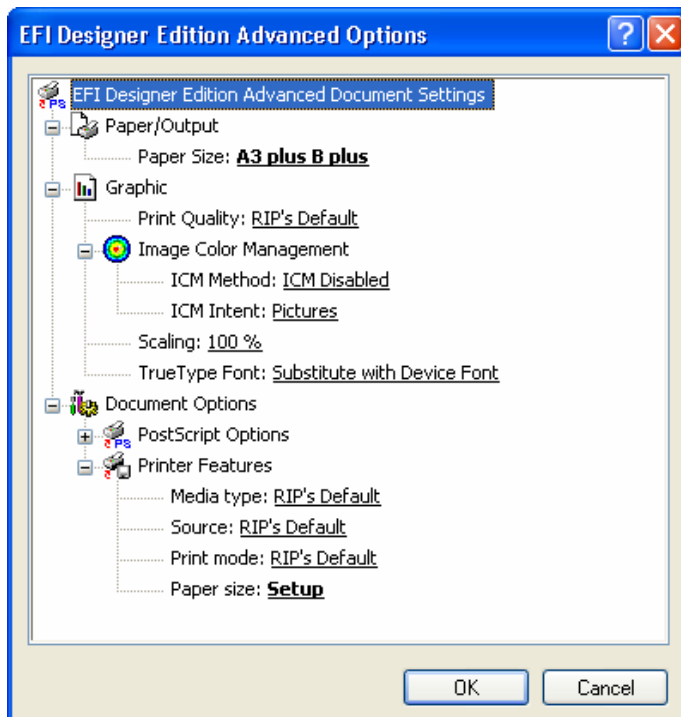 EFI Designer Edition Advanced Options
EFI Designer Edition Advanced Document Settings
Paper/Output
Paper Size: A3 plus B plus
Graphic
Print Quality: RIP's Default
Image Color Management
ICM Method: ICM Disabled
ICM Intent: Pictures
Scaling: 100 %
TrueType Font: Substitute with Device Font
Document Options
PostScript Options
Printer Features
Media type: RIP's Default
Source: RIP's Default
Print mode: RIP's Default
Paper size: Setup
OK Cancel